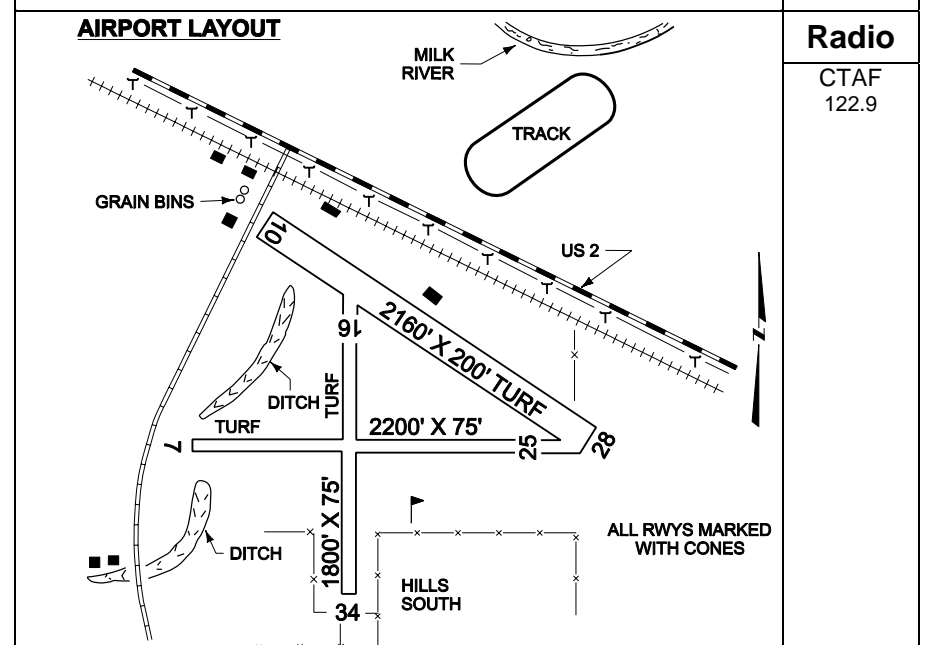 AIRPORT LAYOUT
Radio
CTAF
122.9
MILK
RIVER
TRACK
GRAIN BINS
US 2
10
16
2160' X 200' TURF
N
DITCH
TURF
TURF
2200' X 75'
7
25
28
1800' X 75'
DITCH
ALL RWYS MARKED
WITH CONES
HILLS
SOUTH
34